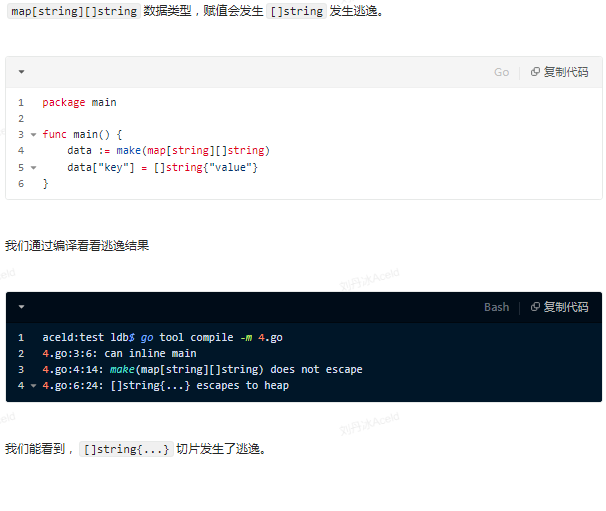 map[string][]string 数据类型，赋值会发生 []string 发生逃逸。
Go 复制代码
1 package main
2
3 func main() {
4     data := make(map[string][]string)
5     data["key"] = []string{"value"}
6 }
我们通过编译看看逃逸结果
刘丹冰Aceld
Bash 复制代码
1 aceld:test ldb$ go tool compile -m 4.go
2 4.go:3:6: can inline main
3 4.go:4:14: make(map[string][]string) does not escape
4 4.go:6:24: []string{...} escapes to heap
刘丹冰Aceld
我们能看到， []string{...} 切片发生了逃逸。